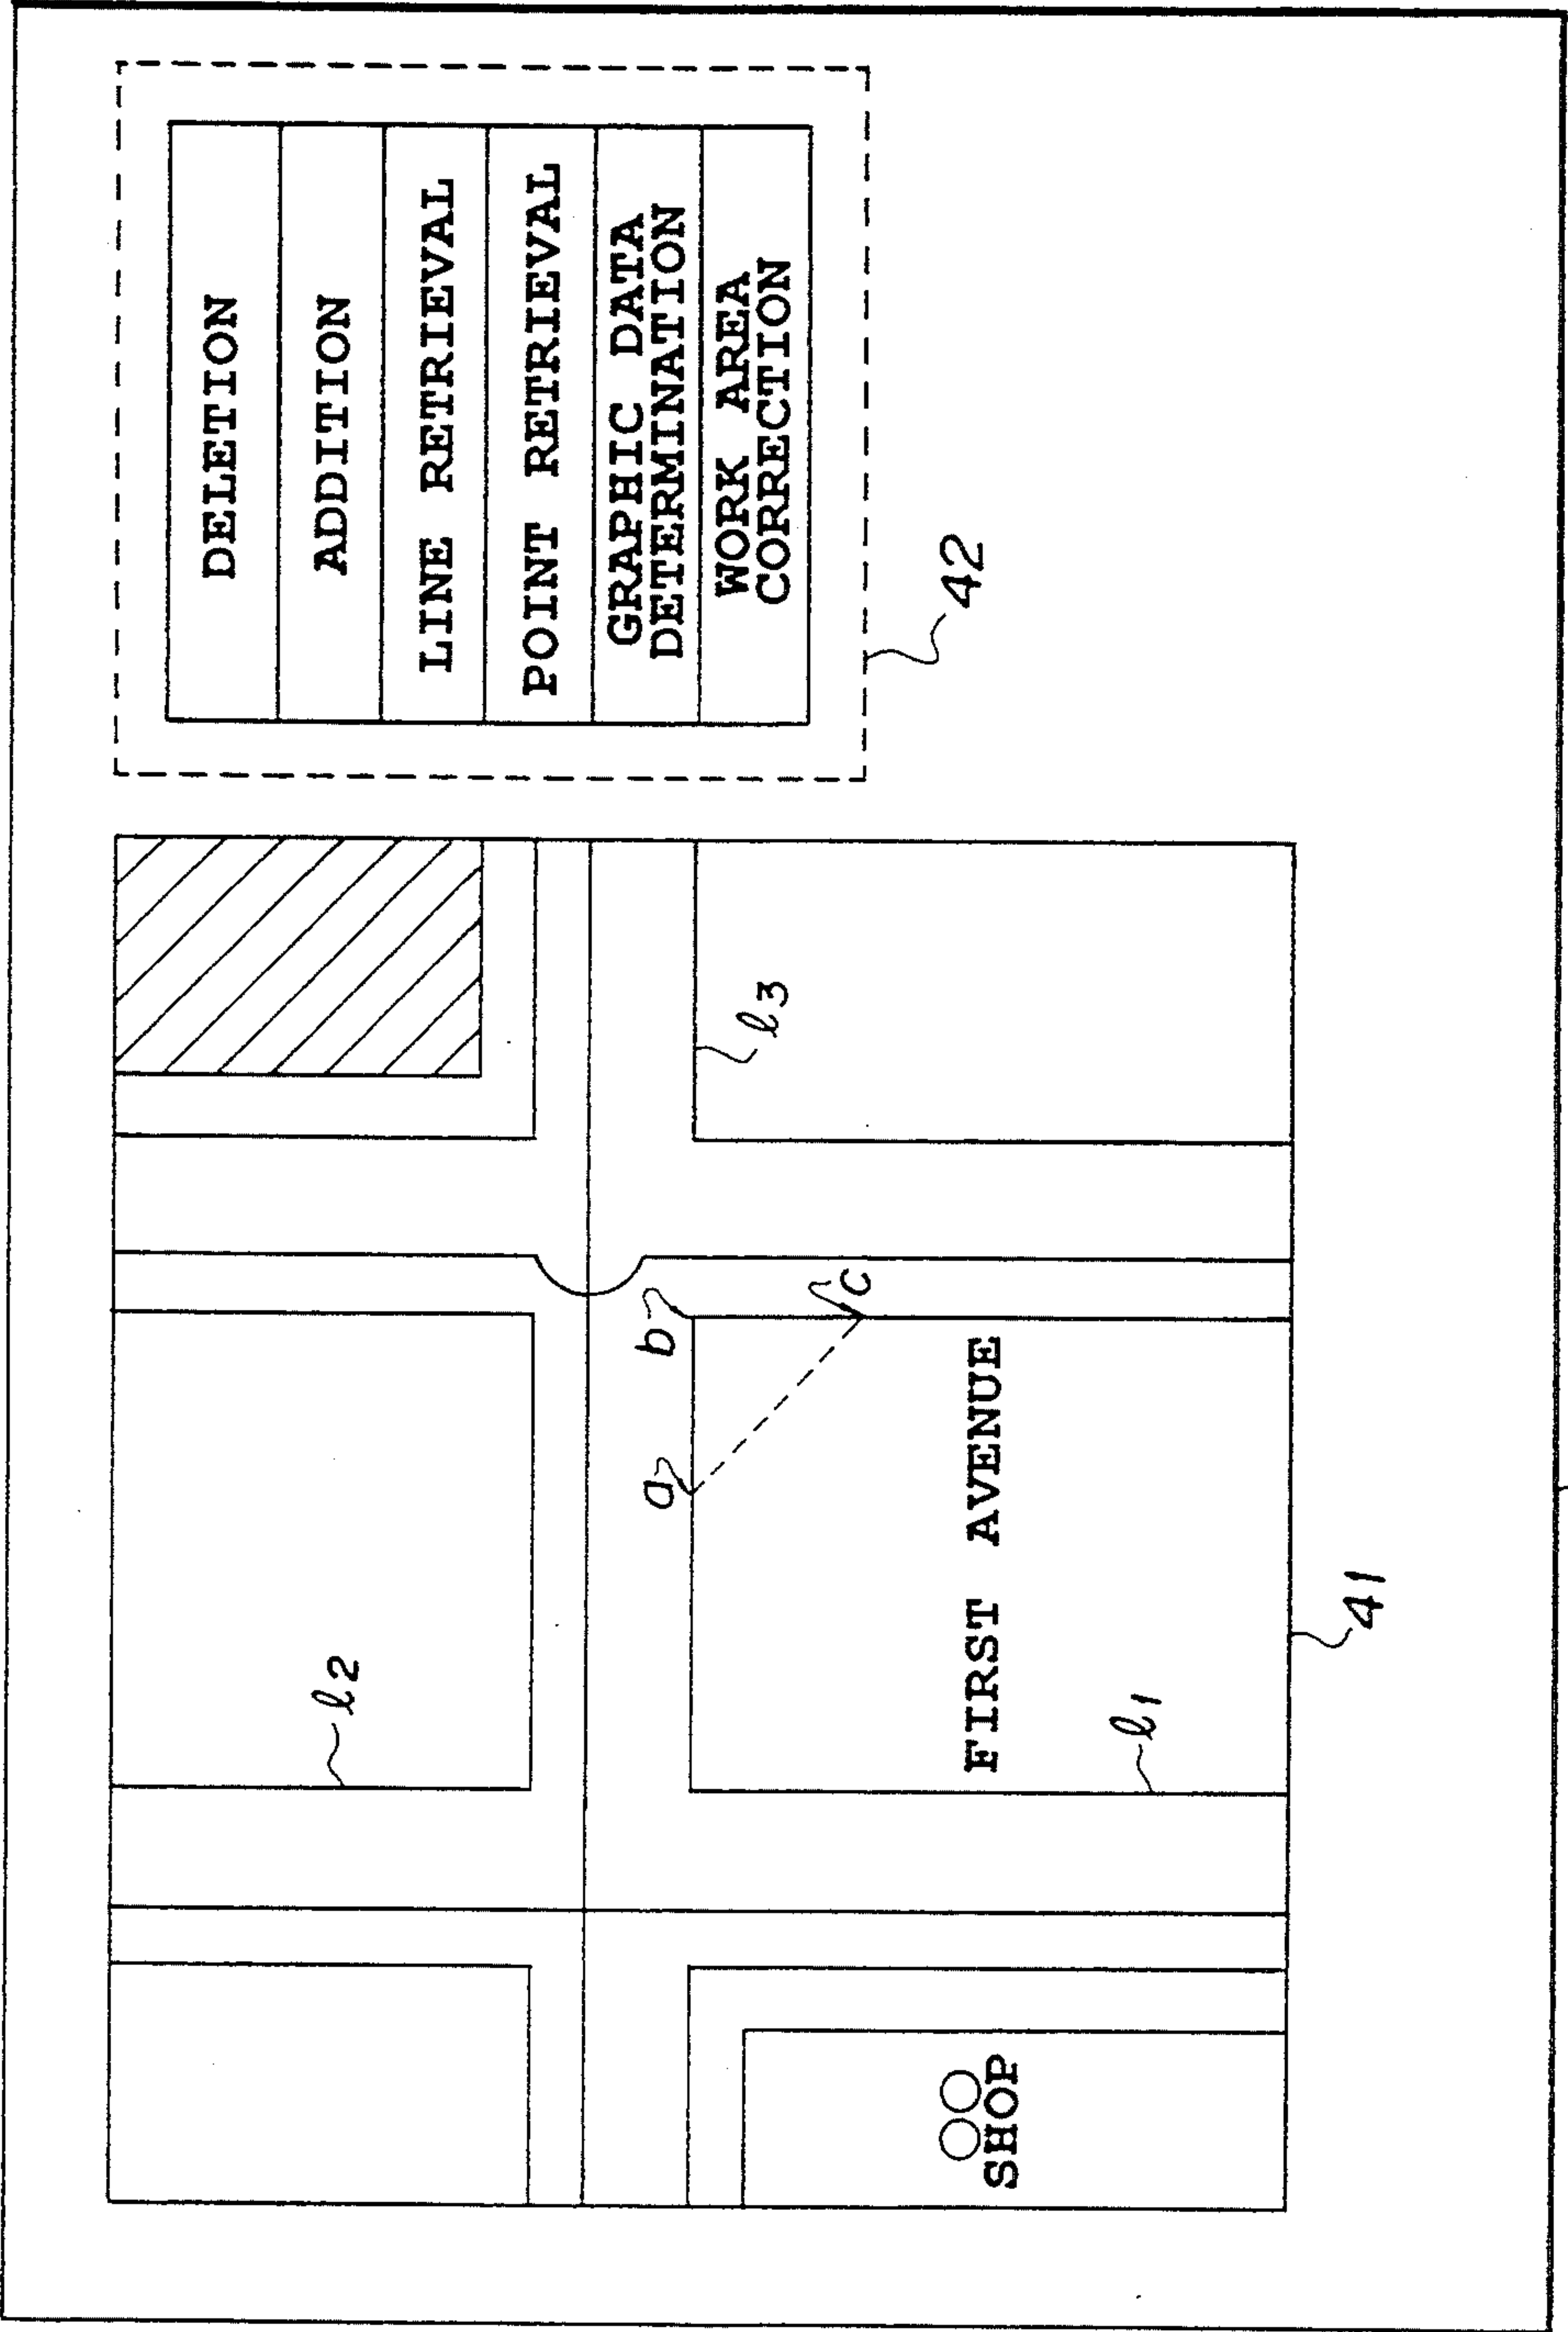 DELETION
ADDITION
LINE RETRIEVAL
POINT RETRIEVAL
GRAPHIC DATA
DETERMINATION
WORK AREA
CORRECTION
42
ℓ2
ℓ3
a
b
c
FIRST AVENUE
ℓ1
○○
SHOP
41